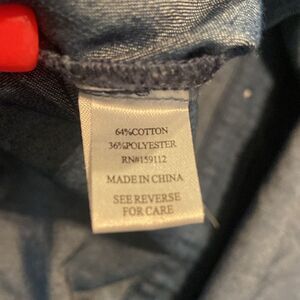 64%COTTON
36%POLYESTER
RN#159112
MADE IN CHINA
SEE REVERSE
FOR CARE